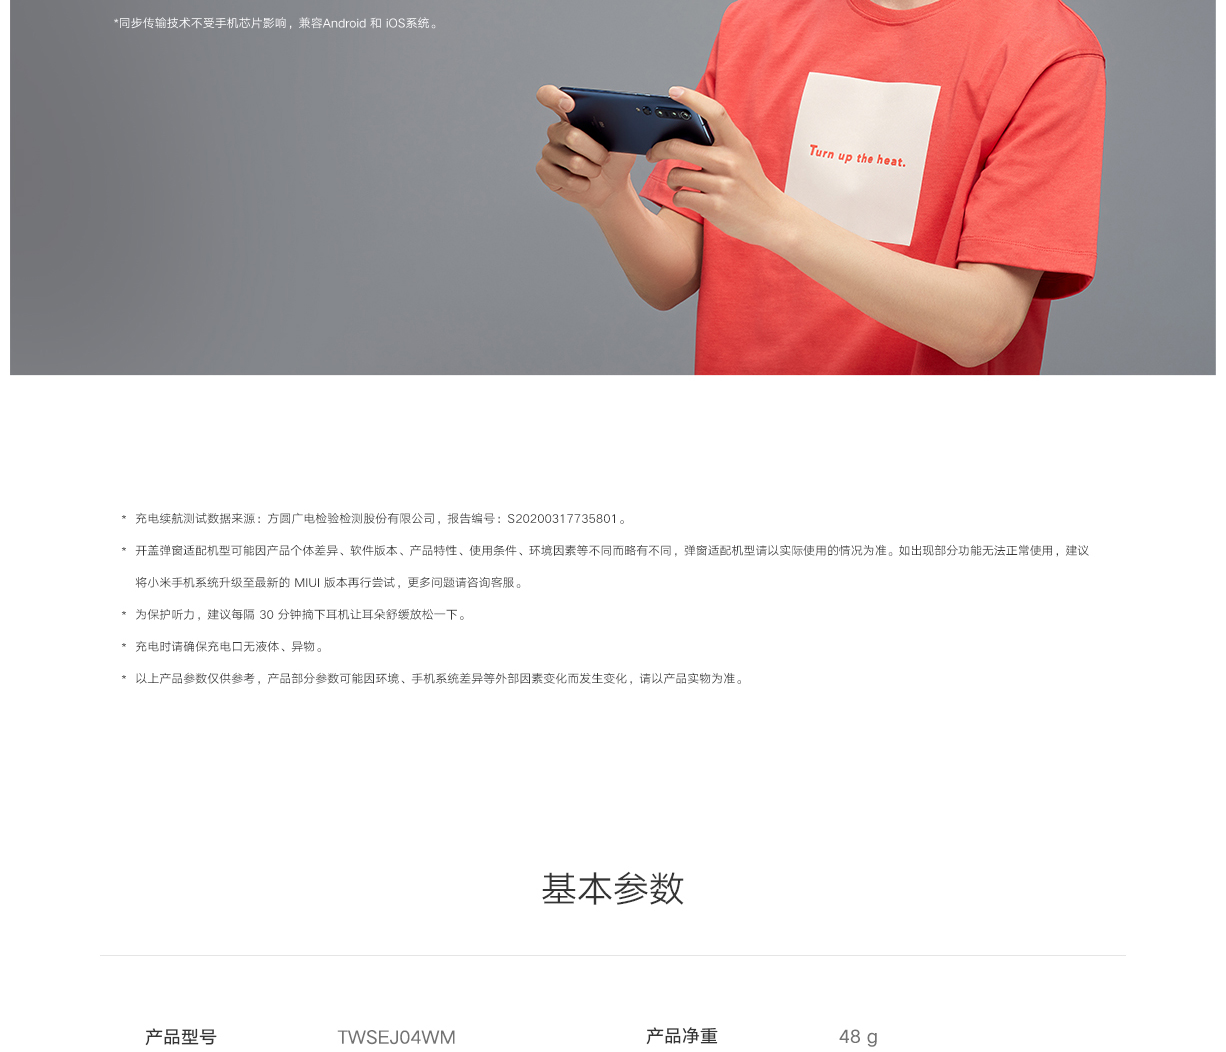 *同步传输技术不受手机芯片影响，兼容Android 和 iOS系统。
Turn up the heat.
* 充电续航测试数据来源：方圆广电检验检测股份有限公司，报告编号：S20200317735801。
* 开盖弹窗适配机型可能因产品个体差异、软件版本、产品特性、使用条件、环境因素等不同而略有不同，弹窗适配机型请以实际使用的情况为准。如出现部分功能无法正常使用，建议
将小米手机系统升级至最新的 MIUI 版本再行尝试，更多问题请咨询客服。
* 为保护听力，建议每隔 30 分钟摘下耳机让耳朵舒缓放松一下。
* 充电时请确保充电口无液体、异物。
* 以上产品参数仅供参考，产品部分参数可能因环境、手机系统差异等外部因素变化而发生变化，请以产品实物为准。
基本参数
产品型号 TWSEJ04WM 产品净重 48 g